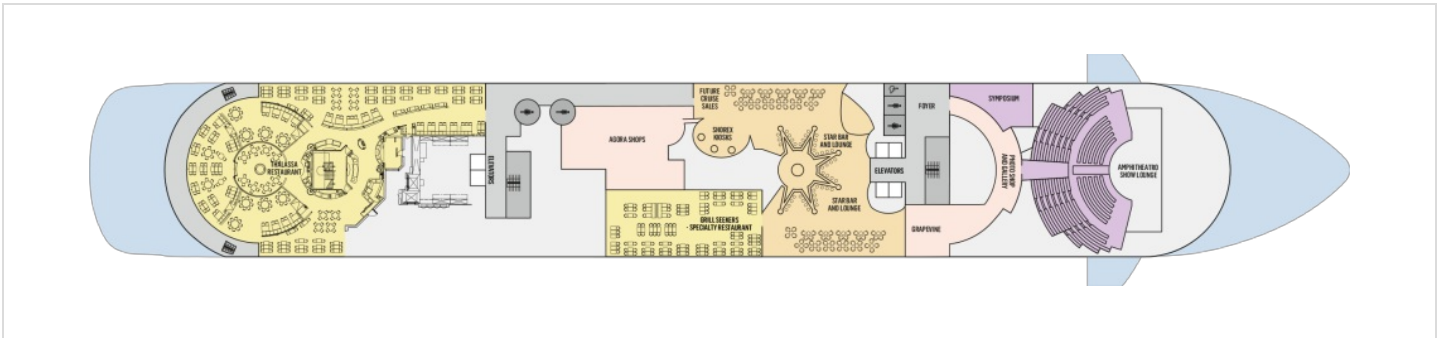 THALASSA
RESTAURANT
ELEVATORS
ADORA SHOPS
FUTURE
CRUISE
SALES
SHOREX
KIOSKS
GRILL SEEKERS
- SPECIALTY RESTAURANT
STAR BAR
AND LOUNGE
STAR BAR
AND LOUNGE
ELEVATORS
FOYER
SYMPOSIUM
PHOTO SHOP
AND GALLERY
GRAPEVINE
AMPHITHEATRO
SHOW LOUNGE